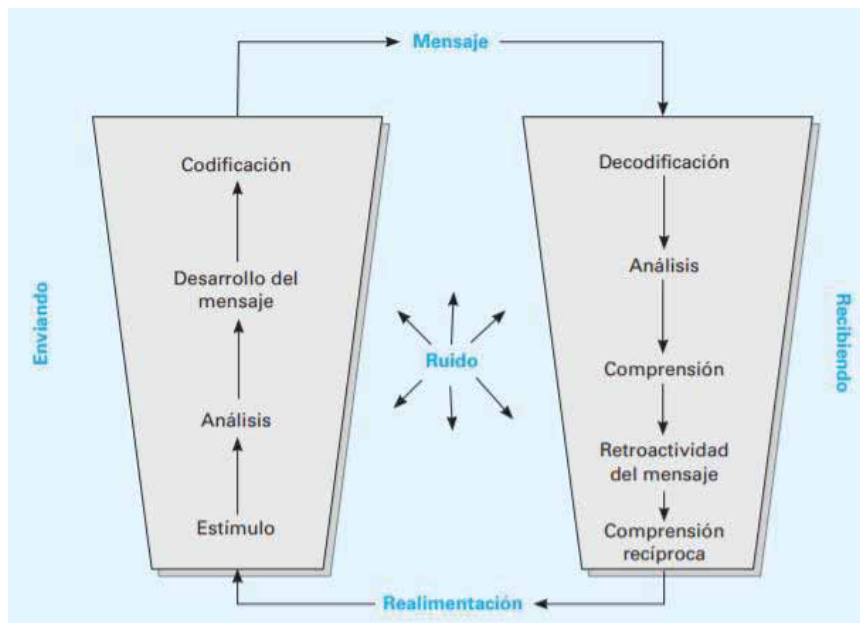 Mensaje
Enviando
Codificación
Desarrollo del
mensaje
Análisis
Estímulo
Ruido
Decodificación
Análisis
Comprensión
Retroactividad
del mensaje
Comprensión
recíproca
Recibiendo
Realimentación